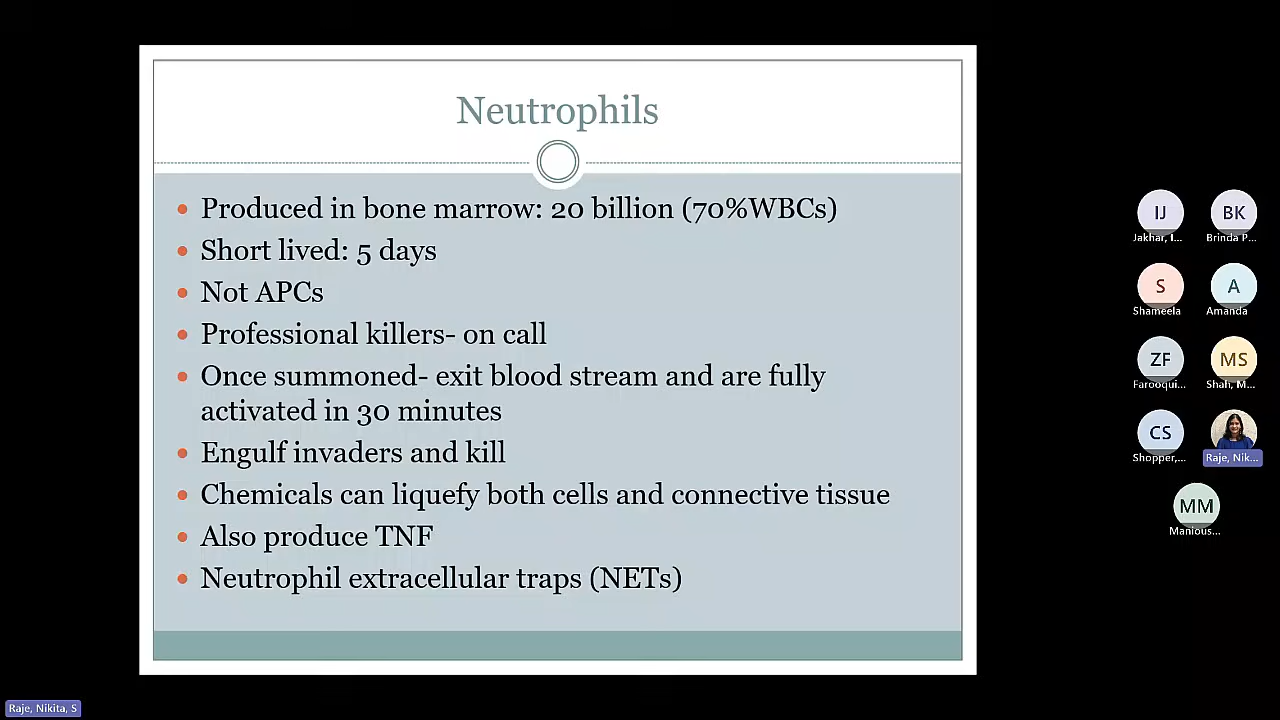 Neutrophils
• Produced in bone marrow: 20 billion (70%WBCs)
• Short lived: 5 days
• Not APCs
• Professional killers- on call
• Once summoned- exit blood stream and are fully
activated in 30 minutes
• Engulf invaders and kill
• Chemicals can liquefy both cells and connective tissue
• Also produce TNF
• Neutrophil extracellular traps (NETs)
IJ
Jakhar, I...
BK
Brinda P...
S
Shameela
A
Amanda
ZF
Farooqui...
MS
Shah, M...
CS
Shopper,...
Raje, Nik...
MM
Manious...
Raje, Nikita, S